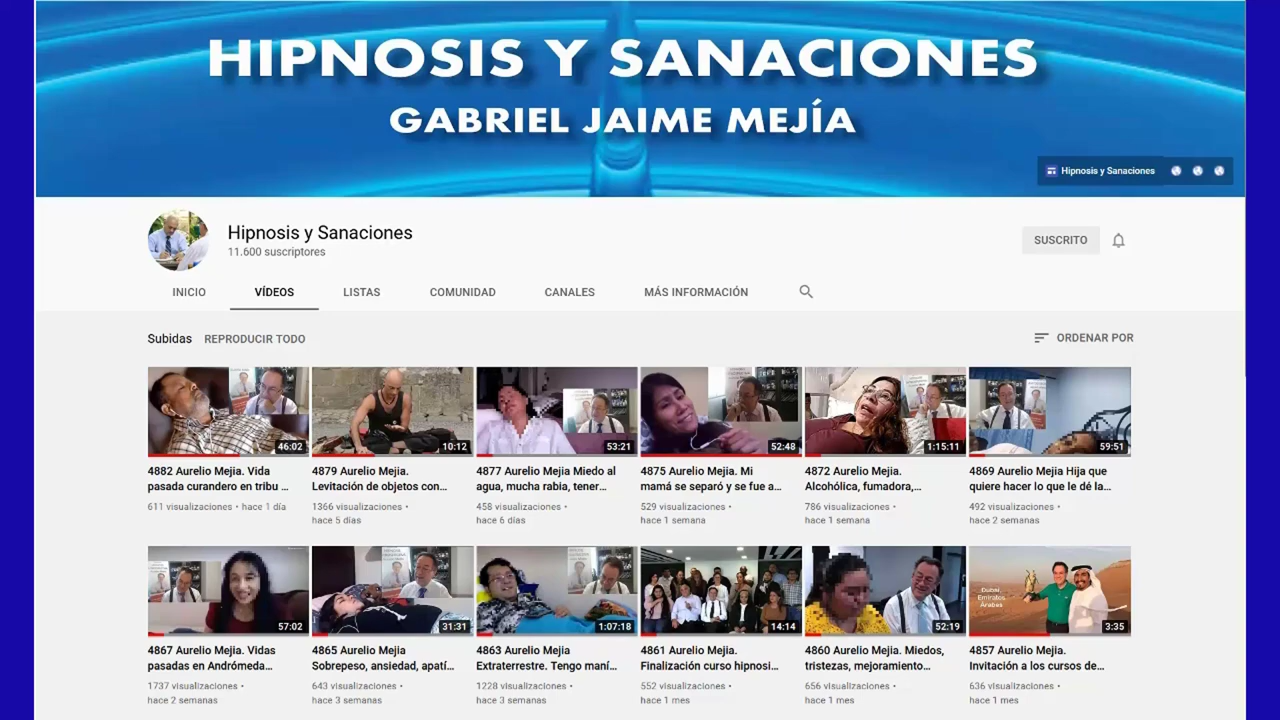 HIPNOSIS Y SANACIONES
GABRIEL JAIME MEJÍA
Hipnosis y Sanaciones
Hipnosis y Sanaciones
11.600 suscriptores
SUSCRITO
INICIO VÍDEOS LISTAS COMUNIDAD CANALES MÁS INFORMACIÓN
Subidas REPRODUCIR TODO ORDENAR POR
46:02 10:12 53:21 52:48 1:15:11 59:51
4882 Aurelio Mejia. Vida
pasada curandero en tribu ...
611 visualizaciones • hace 1 día
4879 Aurelio Mejia.
Levitación de objetos con...
1366 visualizaciones •
hace 5 días
4877 Aurelio Mejia Miedo al
agua, mucha rabia, tener...
458 visualizaciones •
hace 6 días
4875 Aurelio Mejia. Mi
mamá se separó y se fue a...
529 visualizaciones •
hace 1 semana
4872 Aurelio Mejia.
Alcohólica, fumadora,...
786 visualizaciones •
hace 1 semana
4869 Aurelio Mejia Hija que
quiere hacer lo que le dé la...
492 visualizaciones •
hace 2 semanas
Dubai,
Emiratos
Árabes
57:02 31:31 1:07:18 14:14 52:19 3:35
4867 Aurelio Mejia. Vidas
pasadas en Andrómeda...
1737 visualizaciones •
hace 2 semanas
4865 Aurelio Mejia
Sobrepeso, ansiedad, apatí...
643 visualizaciones •
hace 3 semanas
4863 Aurelio Mejia
Extraterrestre. Tengo maní...
1228 visualizaciones •
hace 3 semanas
4861 Aurelio Mejia.
Finalización curso hipnosi...
552 visualizaciones •
hace 1 mes
4860 Aurelio Mejia. Miedos,
tristezas, mejoramiento...
656 visualizaciones •
hace 1 mes
4857 Aurelio Mejia.
Invitación a los cursos de...
636 visualizaciones •
hace 1 mes